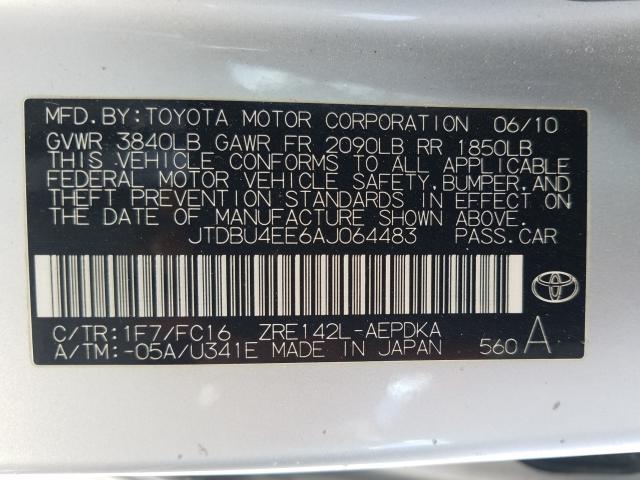 MFD.BY:TOYOTA MOTOR CORPORATION 06/10
GVWR 3840LB GAWR FR 2090LB RR 1850LB
THIS VEHICLE CONFORMS TO ALL APPLICABLE
FEDERAL MOTOR VEHICLE SAFETY,BUMPER,AND
THEFT PREVENTION STANDARDS IN EFFECT ON
THE DATE OF MANUFACTURE SHOWN ABOVE.
JTDBU4EE6AJ064483 PASS.CAR
C/TR:1F7/FC16 ZRE142L-AEPDKA
A/TM:-05A/U341E MADE IN JAPAN 560 A